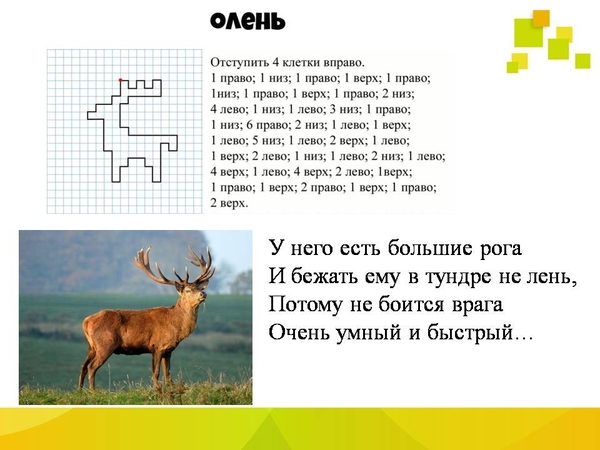 олень
Отступить 4 клетки вправо.
1 право; 1 низ; 1 право; 1 верх; 1 право;
1низ; 1 право; 1 верх; 1 право; 2 низ;
4 лево; 1 низ; 1 лево; 3 низ; 1 право;
1 низ; 6 право; 2 низ; 1 лево; 1 верх;
1 лево; 5 низ; 1 лево; 2 верх; 1 лево;
1 верх; 2 лево; 1 низ; 1 лево; 2 низ; 1 лево;
4 верх; 1 лево; 4 верх; 2 лево; 1верх;
1 право; 1 верх; 2 право; 1 верх; 1 право;
2 верх.
У него есть большие рога
И бежать ему в тундре не лень,
Потому не боится врага
Очень умный и быстрый…